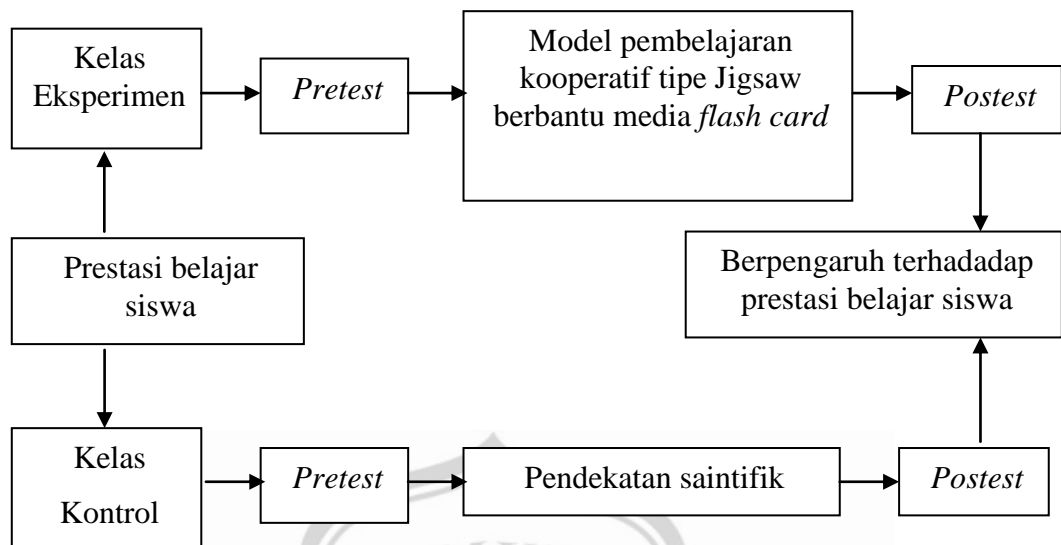 Kelas
Eksperimen
Pretest
Model pembelajaran
kooperatif tipe Jigsaw
berbantu media flash card
Postest
Prestasi belajar
siswa
Berpengaruh terhadadap
prestasi belajar siswa
Kelas
Kontrol
Pretest
Pendekatan saintifik
Postest